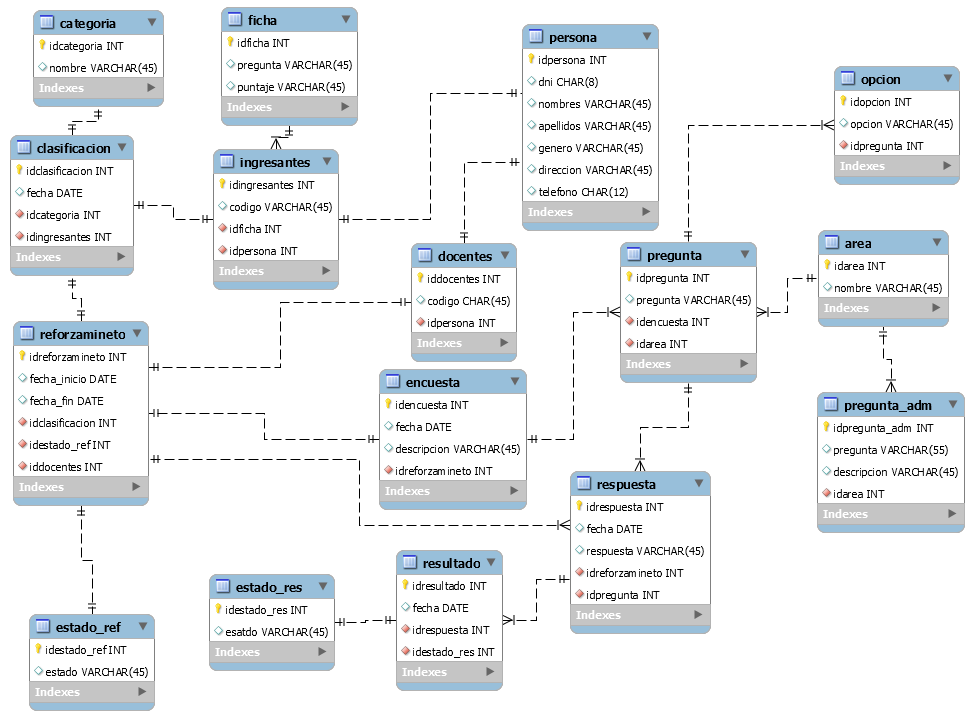 categoria
idcategoria INT
nombre VARCHAR(45)
Indexes
ficha
idficha INT
pregunta VARCHAR(45)
puntaje VARCHAR(45)
Indexes
persona
idpersona INT
dni CHAR(8)
nombres VARCHAR(45)
apellidos VARCHAR(45)
genero VARCHAR(45)
direccion VARCHAR(45)
telefono CHAR(12)
Indexes
opcion
idopcion INT
opcion VARCHAR(45)
idpregunta INT
Indexes
clasificacion
idclasificacion INT
fecha DATE
idcategoria INT
idingresantes INT
Indexes
ingresantes
idingresantes INT
codigo VARCHAR(45)
idficha INT
idpersona INT
Indexes
docentes
iddocentes INT
codigo CHAR(45)
idpersona INT
Indexes
pregunta
idpregunta INT
pregunta VARCHAR(45)
idencuesta INT
idarea INT
Indexes
area
idarea INT
nombre VARCHAR(45)
Indexes
reforzamineto
idreforzamineto INT
fecha_inicio DATE
fecha_fin DATE
idclasificacion INT
idestado_ref INT
iddocentes INT
Indexes
encuesta
idencuesta INT
fecha DATE
descripcion VARCHAR(45)
idreforzamineto INT
Indexes
pregunta_adm
idpregunta_adm INT
pregunta VARCHAR(55)
descripcion VARCHAR(45)
idarea INT
Indexes
respuesta
idrespuesta INT
fecha DATE
respuesta VARCHAR(45)
idreforzamineto INT
idpregunta INT
Indexes
resultado
idresultado INT
fecha DATE
idrespuesta INT
idestado_res INT
Indexes
estado_res
idestado_res INT
esatdo VARCHAR(45)
Indexes
estado_ref
idestado_ref INT
estado VARCHAR(45)
Indexes